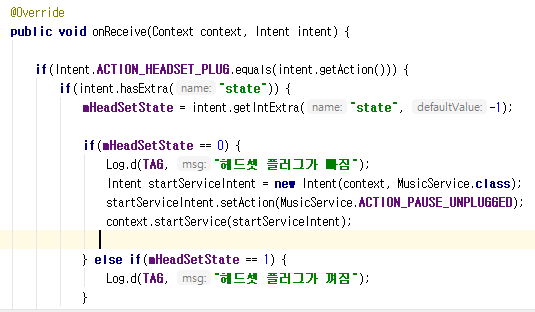 @Override
public void onReceive(Context context, Intent intent) {
if(Intent.ACTION_HEADSET_PLUG.equals(intent.getAction())) {
if(intent.hasExtra( name: "state")) {
mHeadSetState = intent.getIntExtra( name: "state", defaultValue: -1);
if(mHeadSetState == 0) {
Log.d(TAG, msg: "헤드셋 플러그가 빠짐");
Intent startServiceIntent = new Intent(context, MusicService.class);
startServiceIntent.setAction(MusicService.ACTION_PAUSE_UNPLUGGED);
context.startService(startServiceIntent);
} else if(mHeadSetState == 1) {
Log.d(TAG, msg: "헤드셋 플러그가 껴짐");
}